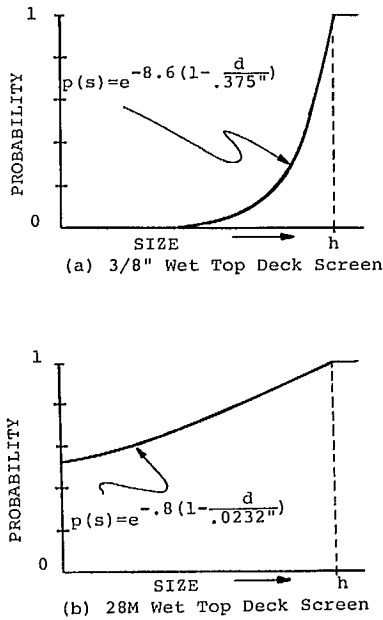 1
p(s)=e^-8.6(1- d/.375")
PROBABILITY
0
SIZE
h
(a) 3/8" Wet Top Deck Screen
1
PROBABILITY
p(s)=e^-.8(1- d/.0232")
0
SIZE
h
(b) 28M Wet Top Deck Screen